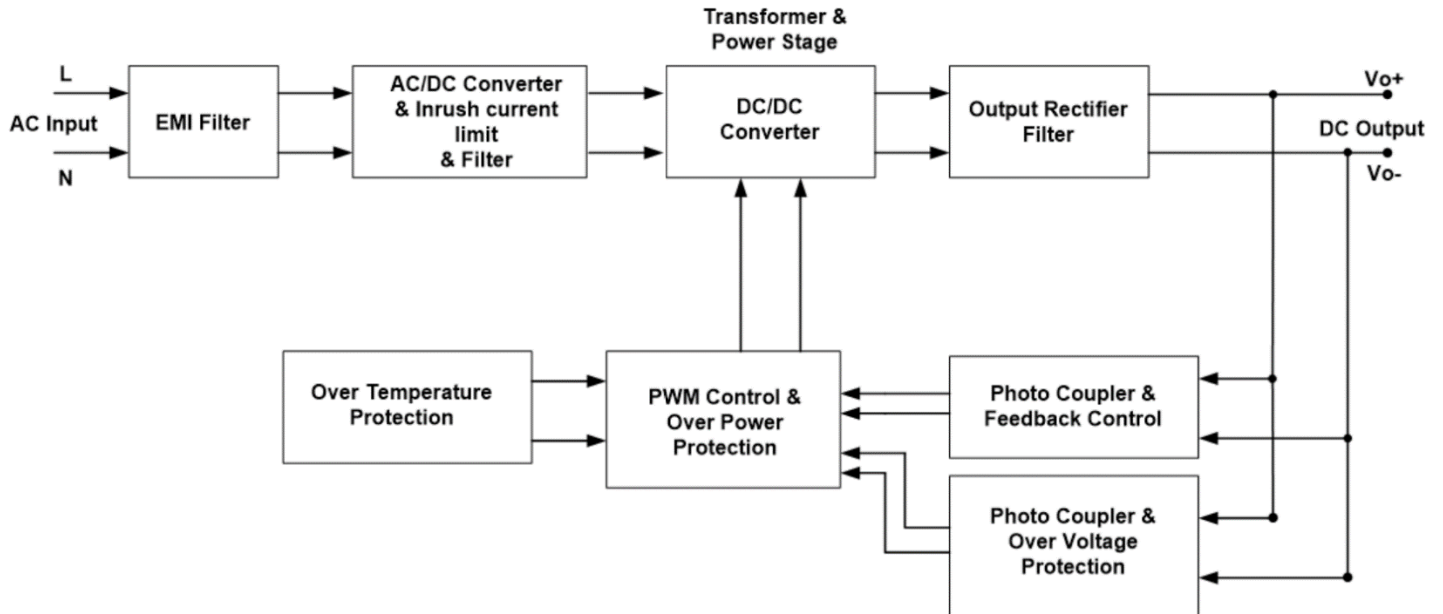 Transformer &
Power Stage
L
AC Input
N
EMI Filter
AC/DC Converter
& Inrush current
limit
& Filter
DC/DC
Converter
Output Rectifier
Filter
Vo+
DC Output
Vo-
Over Temperature
Protection
PWM Control &
Over Power
Protection
Photo Coupler &
Feedback Control
Photo Coupler &
Over Voltage
Protection